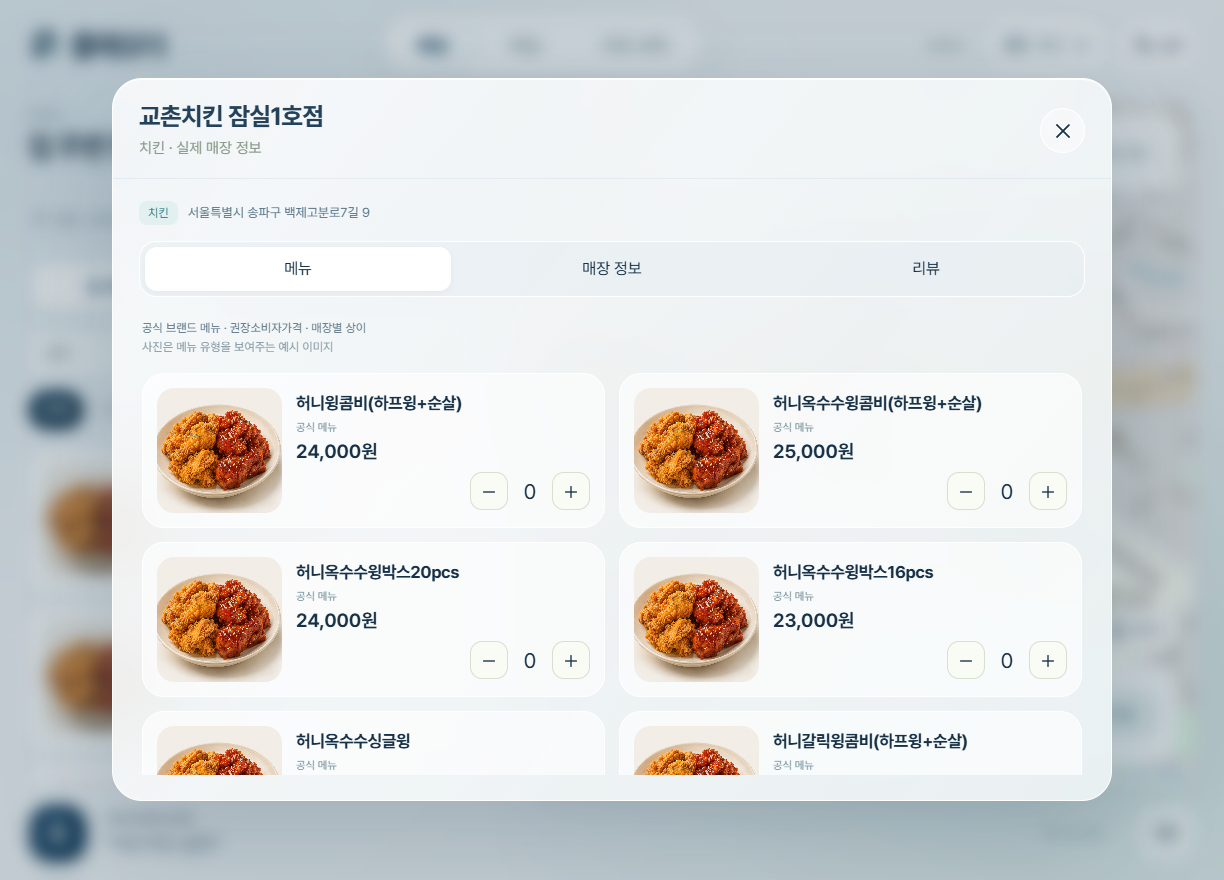 교촌치킨 잠실1호점
치킨 · 실제 매장 정보
치킨 서울특별시 송파구 백제고분로7길 9
메뉴 매장 정보 리뷰
공식 브랜드 메뉴 · 권장소비자가격 · 매장별 상이
사진은 메뉴 유형을 보여주는 예시 이미지
허니윙콤비(하프윙+순살)
공식 메뉴
24,000원
0
허니옥수수윙콤비(하프윙+순살)
공식 메뉴
25,000원
0
허니옥수수윙박스20pcs
공식 메뉴
24,000원
0
허니옥수수윙박스16pcs
공식 메뉴
23,000원
0
허니옥수수싱글윙
공식 메뉴
허니갈릭윙콤비(하프윙+순살)
공식 메뉴